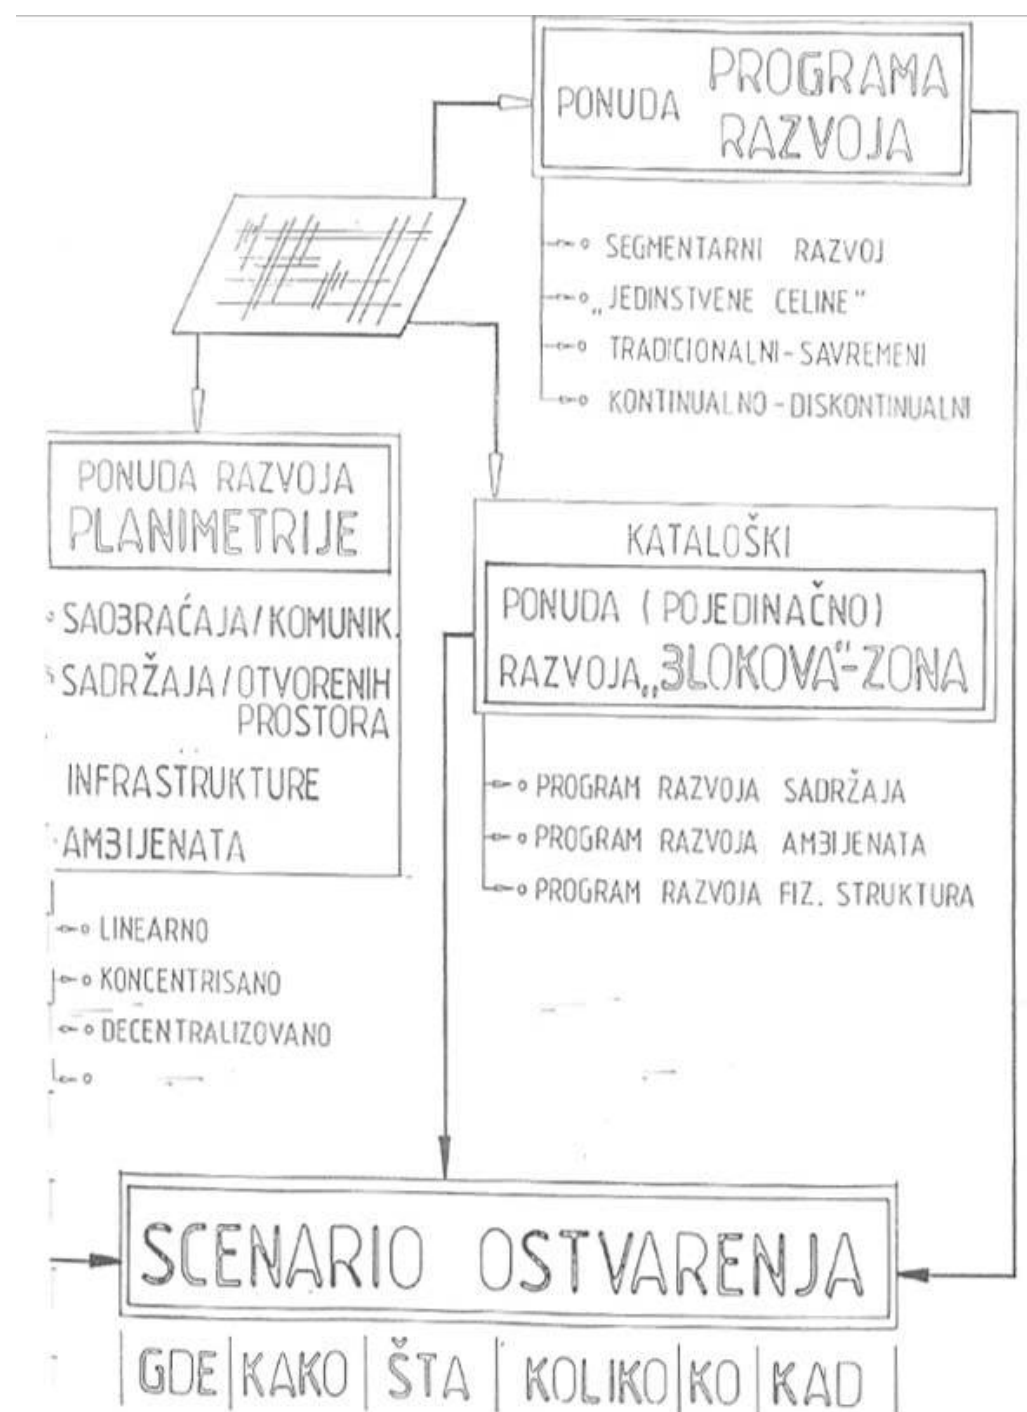 PONUDA PROGRAMA
RAZVOJA
SEGMENTARNI RAZVOJ
„JEDINSTVENE CELINE“
TRADICIONALNI-SAVREMENI
KONTINUALNO-DISKONTINUALNI
PONUDA RAZVOJA
PLANIMETRIJE
SAOBRAĆAJA/KOMUNIK.
SADRŽAJA/OTVORENIH
PROSTORA
INFRASTRUKTURE
AMBIJENATA
LINEARNO
KONCENTRISANO
DECENTRALIZOVANO
KATALOŠKI
PONUDA (POJEDINAČNO)
RAZVOJA „BLOKOVA“-ZONA
PROGRAM RAZVOJA SADRŽAJA
PROGRAM RAZVOJA AMBIJENATA
PROGRAM RAZVOJA FIZ. STRUKTURA
SCENARIO OSTVARENJA
GDE KAKO ŠTA KOLIKO KO KAD